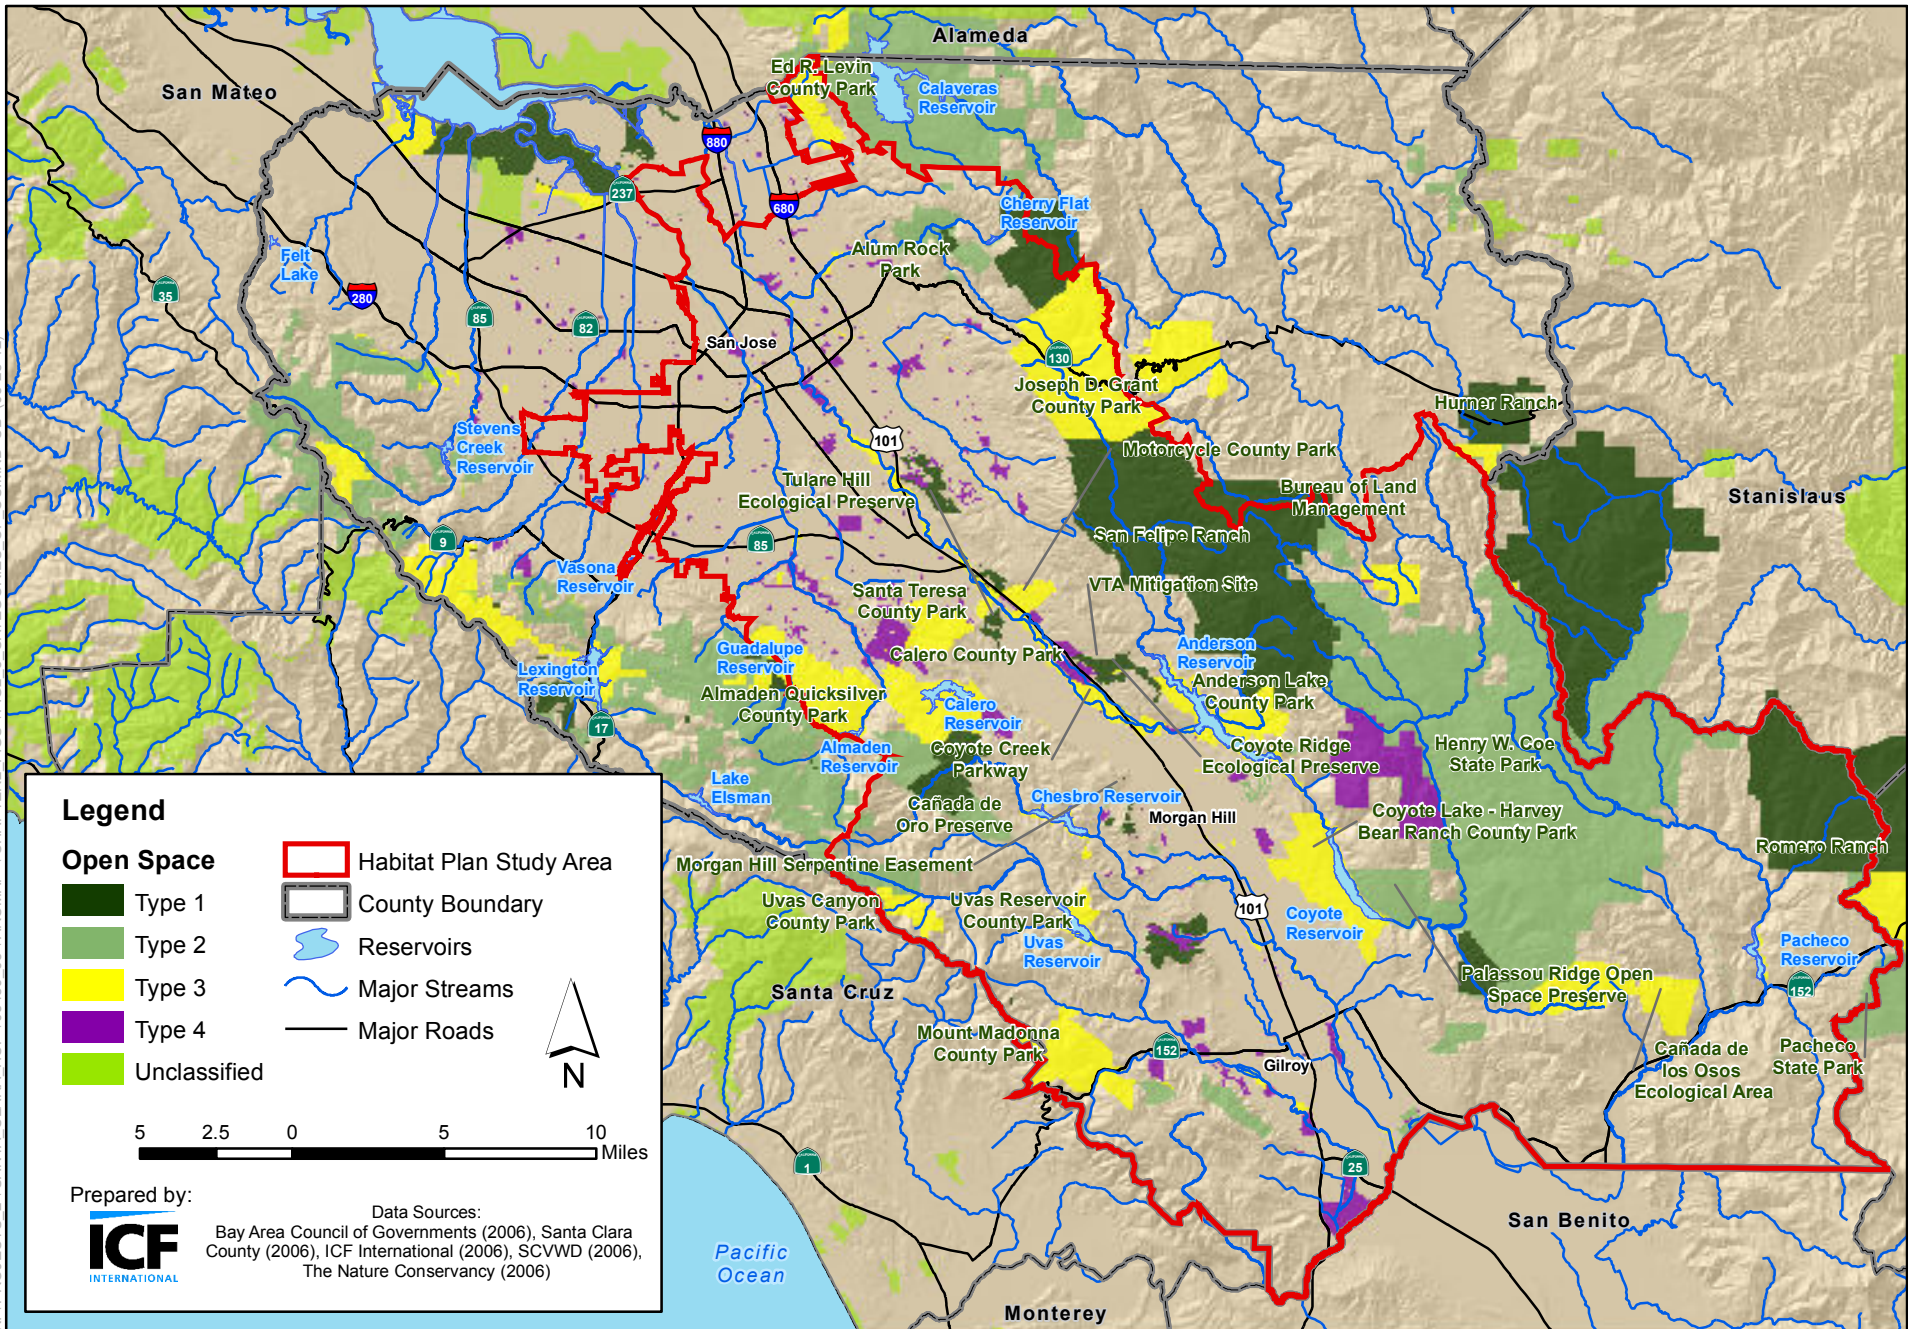 Alameda
San Mateo
Ed R. Levin
County Park
Calaveras
Reservoir
880
237
680
Cherry Flat
Reservoir
Alum Rock
Park
Felt
Lake
35
280
85
82
San Jose
130
Joseph D. Grant
County Park
Hurner Ranch
Stevens
Creek
Reservoir
101
Motorcycle County Park
Tulare Hill
Ecological Preserve
Bureau of Land
Management
Stanislaus
9
85
San Felipe Ranch
Vasona
Reservoir
VTA Mitigation Site
Santa Teresa
County Park
Guadalupe
Reservoir
Calero County Park
Anderson
Reservoir
Lexington
Reservoir
Anderson Lake
County Park
Almaden Quicksilver
County Park
Calero
Reservoir
17
Almaden
Reservoir
Coyote Creek
Parkway
Coyote Ridge
Ecological Preserve
Henry W. Coe
State Park
Lake
Elsman
Cañada de
Oro Preserve
Chesbro Reservoir
Morgan Hill
Coyote Lake - Harvey
Bear Ranch County Park
Romero Ranch
Morgan Hill Serpentine Easement
Uvas Canyon
County Park
Uvas Reservoir
County Park
101
Coyote
Reservoir
Uvas
Reservoir
Pacheco
Reservoir
152
Palassou Ridge Open
Space Preserve
Santa Cruz
Mount Madonna
County Park
152
Gilroy
Cañada de
los Osos
Ecological Area
Pacheco
State Park
1
25
San Benito
Pacific
Ocean
Monterey
Legend
Open Space
Type 1
Type 2
Type 3
Type 4
Unclassified
Habitat Plan Study Area
County Boundary
Reservoirs
Major Streams
Major Roads
N
5 2.5 0 5 10
Miles
Prepared by:
ICF
INTERNATIONAL
Data Sources:
Bay Area Council of Governments (2006), Santa Clara
County (2006), ICF International (2006), SCVWD (2006),
The Nature Conservancy (2006)